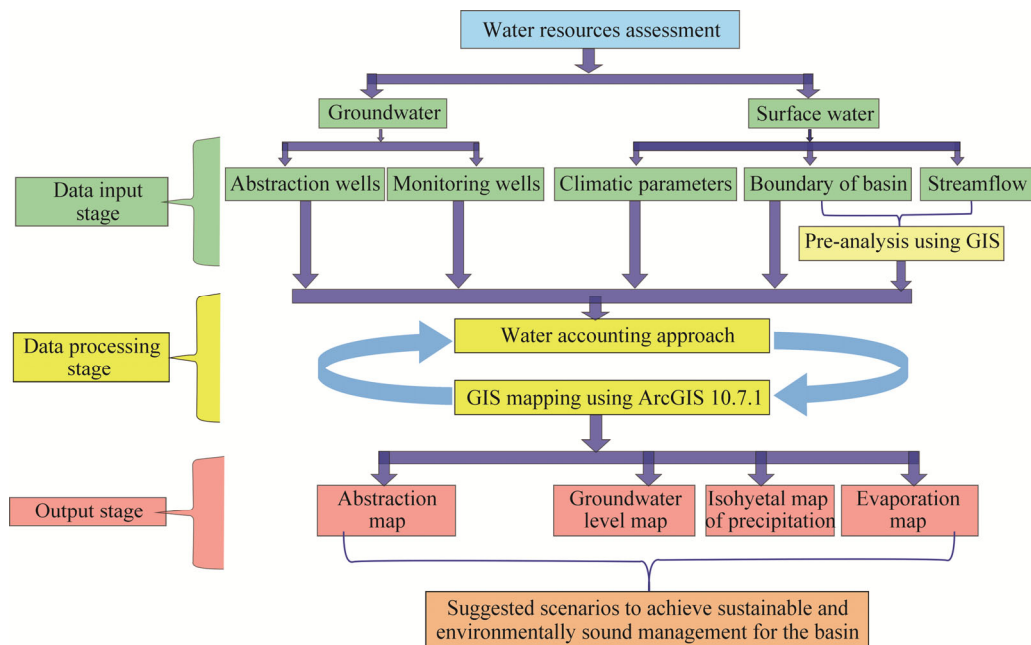 Water resources assessment
Groundwater
Surface water
Data input
stage
Abstraction wells
Monitoring wells
Climatic parameters
Boundary of basin
Streamflow
Pre-analysis using GIS
Data processing
stage
Water accounting approach
GIS mapping using ArcGIS 10.7.1
Output stage
Abstraction
map
Groundwater
level map
Isohyetal map
of precipitation
Evaporation
map
Suggested scenarios to achieve sustainable and
environmentally sound management for the basin